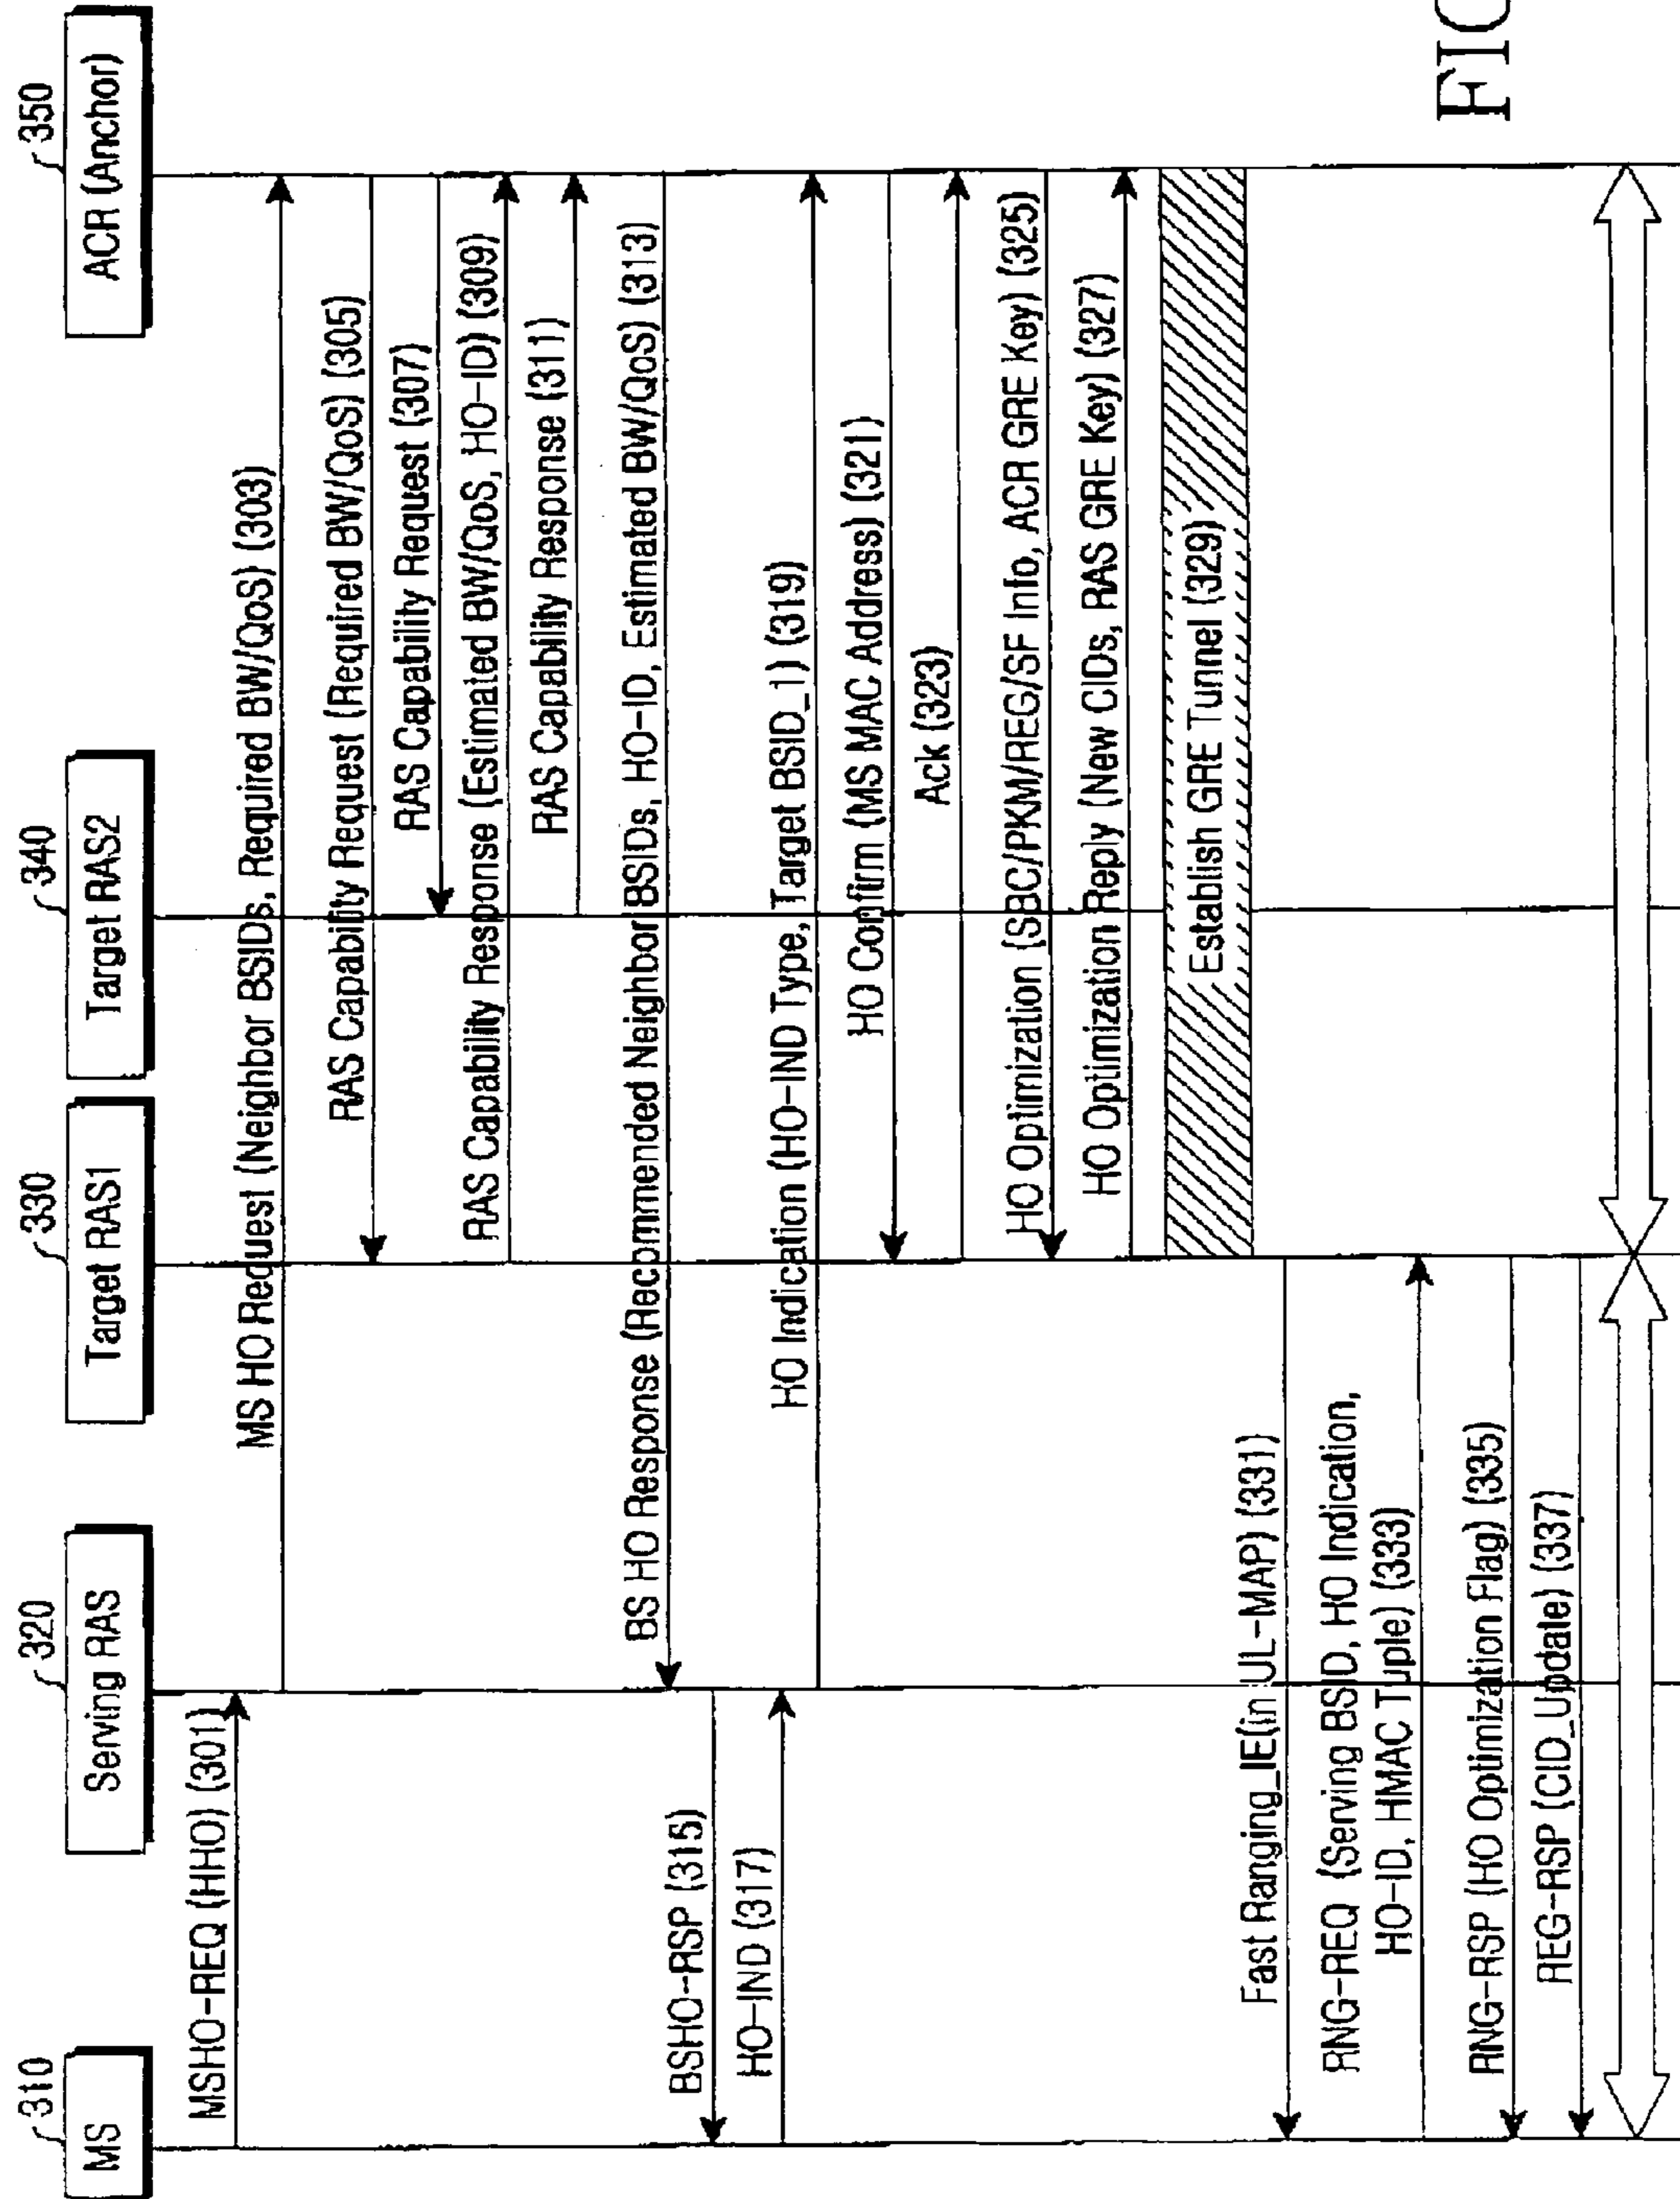 310
MS
320
Serving RAS
330
Target RAS1
340
Target RAS2
350
ACR (Anchor)
MSHO-REQ (HHO) (301)
MS HO Request (Neighbor BSIDs, Required BW/QoS) (303)
RAS Capability Request (Required BW/QoS) (305)
RAS Capability Request (307)
RAS Capability Response (Estimated BW/QoS, HO-ID) (309)
RAS Capability Response (311))
BS HO Response (Recommended Neighbor BSIDs, HO-ID, Estimated BW/QoS) (313)
BSHO-RSP (315)
HO-IND (317)
HO Indication (HO-IND Type, Target BSID_1) (319)
HO Confirm (MS MAC Address) (321)
Ack (323)
HO Optimization (SBC/PKM/REG/SF Info, ACR GRE Key) (325)
HO Optimization Reply (New CIDs, RAS GRE Key) (327)
Establish GRE Tunnel (329)
Fast Ranging_IE(in UL-MAP) (331)
RNG-REQ (Serving BSID, HO Indication,
HO-ID, HMAC Tuple) (333)
RNG-RSP (HO Optimization Flag) (335)
REG-RSP (CID_Update) (337)